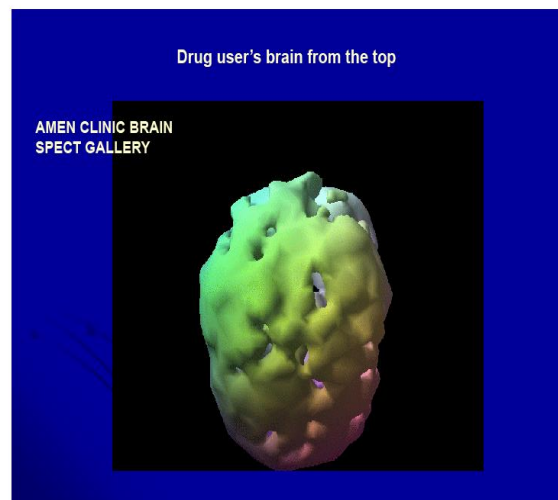 Drug user’s brain from the top
AMEN CLINIC BRAIN
SPECT GALLERY